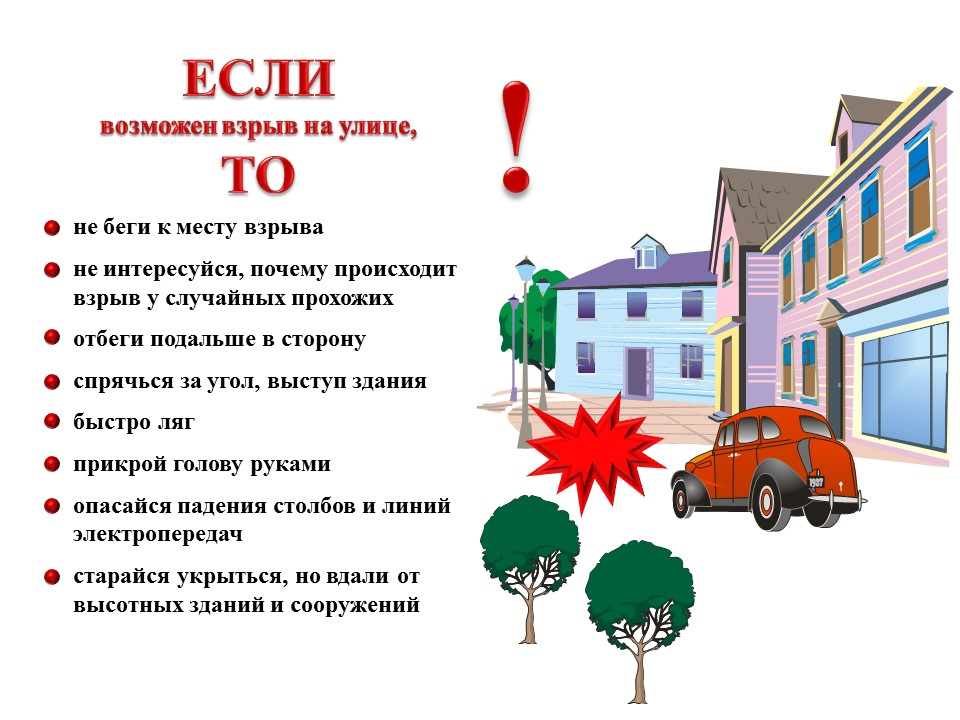 ЕСЛИ
возможен взрыв на улице,
ТО
!
не беги к месту взрыва
не интересуйся, почему происходит
взрыв у случайных прохожих
отбеги подальше в сторону
спрячься за угол, выступ здания
быстро ляг
прикрой голову руками
опасайся падения столбов и линий
электропередач
старайся укрыться, но вдали от
высотных зданий и сооружений
1937